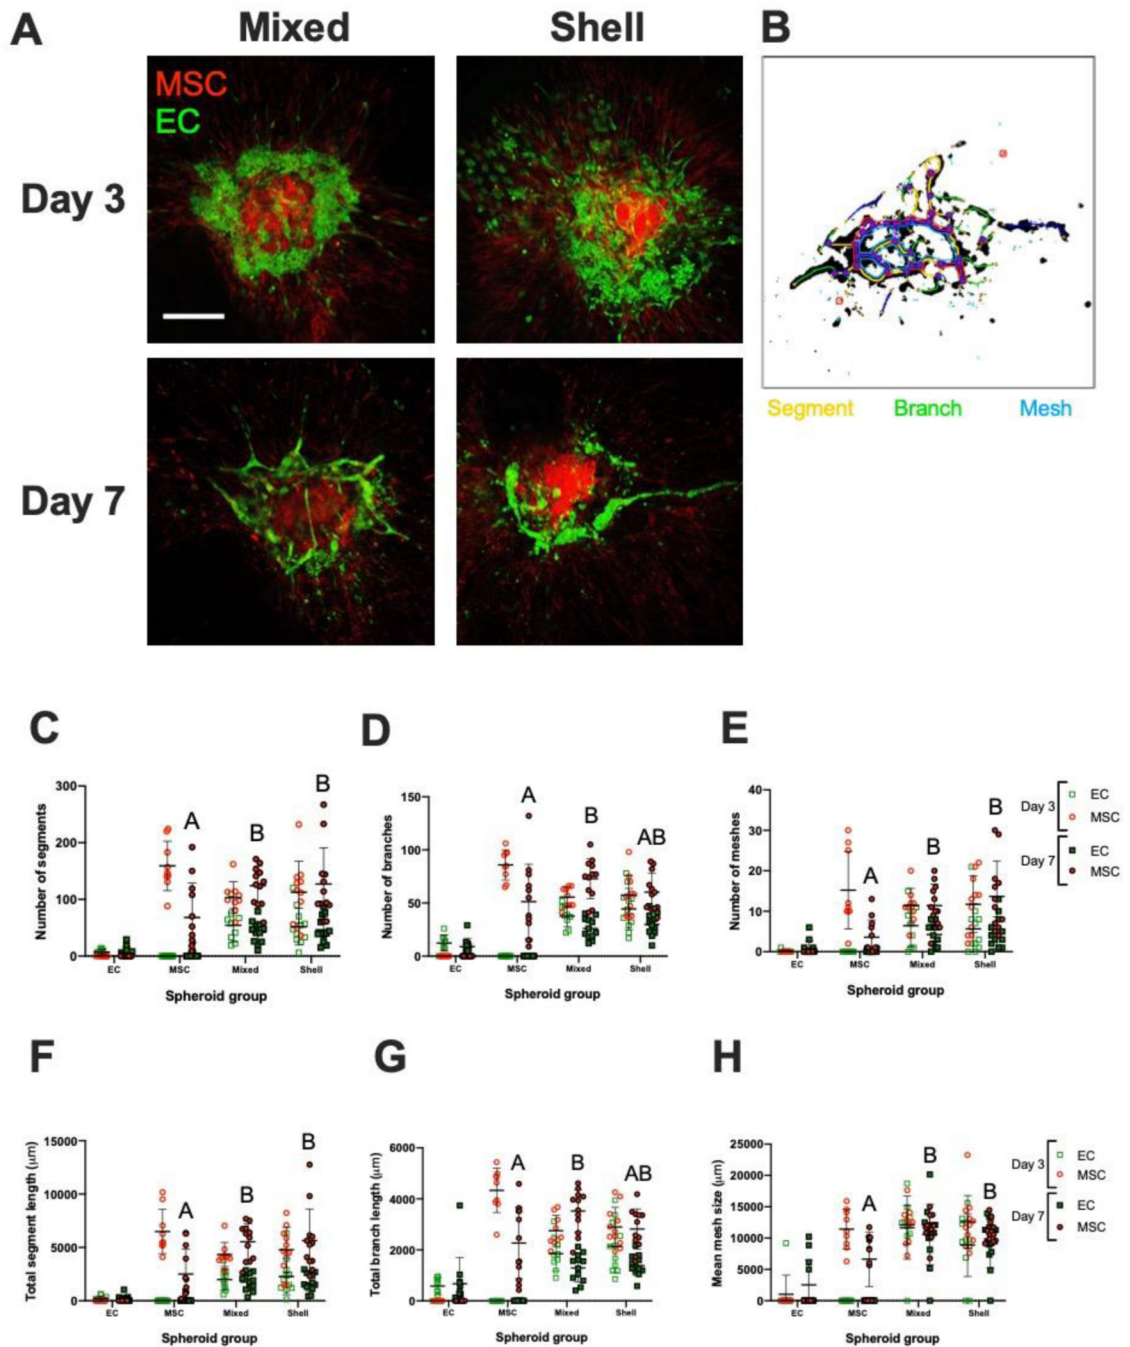 A
Mixed
Shell
B
MSC
EC
Day 3
Segment Branch Mesh
Day 7
C
D
E
Number of segments
300
200
100
0
A
B
B
EC MSC Mixed Shell
Spheroid group
Number of branches
150
100
50
0
A
B
AB
EC MSC Mixed Shell
Spheroid group
Number of meshes
40
30
20
10
0
A
B
B
EC MSC Mixed Shell
Spheroid group
Day 3
EC
MSC
Day 7
EC
MSC
F
G
H
Total segment length (μm)
15000
10000
5000
0
A
B
B
EC MSC Mixed Shell
Spheroid group
Total branch length (μm)
6000
4000
2000
0
A
B
AB
EC MSC Mixed Shell
Spheroid group
Mean mesh size (μm)
25000
20000
15000
10000
5000
0
A
B
B
EC MSC Mixed Shell
Spheroid group
Day 3
EC
MSC
Day 7
EC
MSC